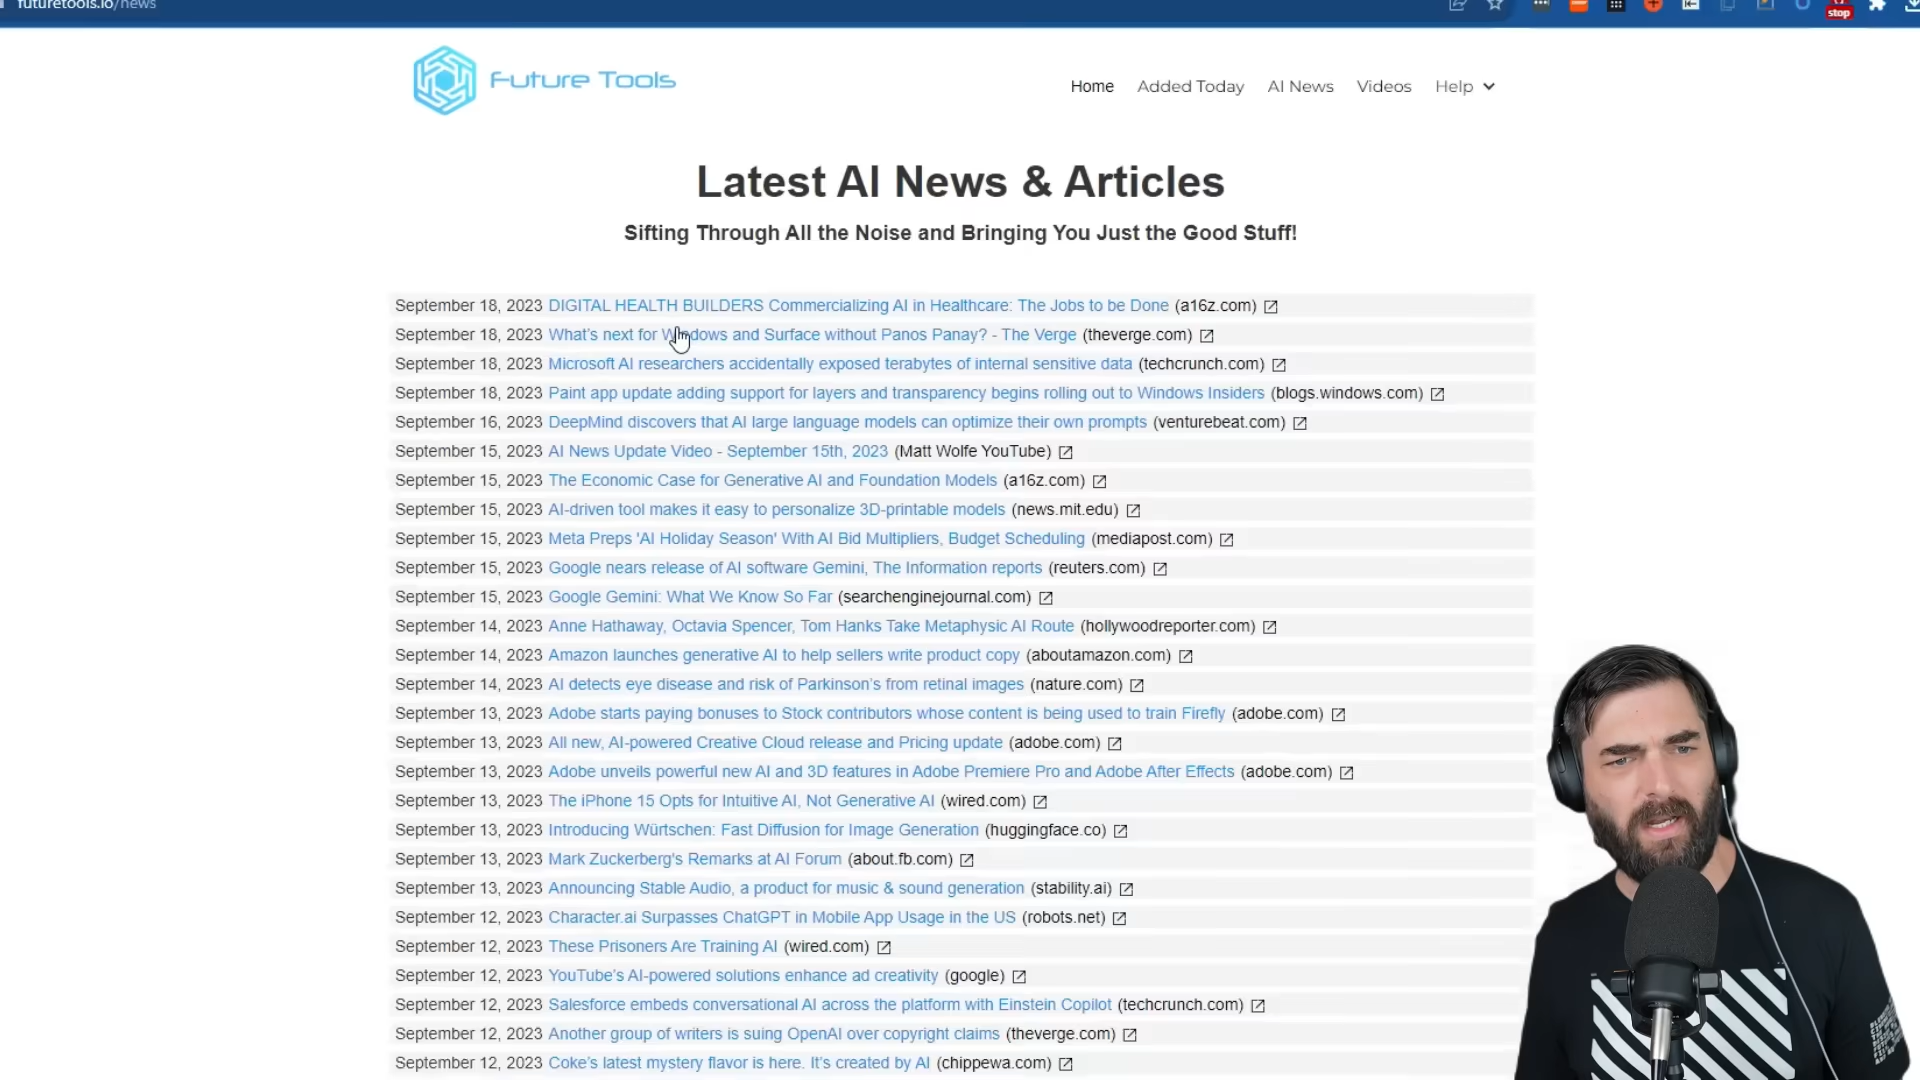 futuretools.io/news
stop
Future Tools
Home Added Today AI News Videos Help
Latest AI News & Articles
Sifting Through All the Noise and Bringing You Just the Good Stuff!
September 18, 2023 DIGITAL HEALTH BUILDERS Commercializing AI in Healthcare: The Jobs to be Done (a16z.com)
September 18, 2023 What's next for Windows and Surface without Panos Panay? - The Verge (theverge.com)
September 18, 2023 Microsoft AI researchers accidentally exposed terabytes of internal sensitive data (techcrunch.com)
September 18, 2023 Paint app update adding support for layers and transparency begins rolling out to Windows Insiders (blogs.windows.com)
September 16, 2023 DeepMind discovers that AI large language models can optimize their own prompts (venturebeat.com)
September 15, 2023 AI News Update Video - September 15th, 2023 (Matt Wolfe YouTube)
September 15, 2023 The Economic Case for Generative AI and Foundation Models (a16z.com)
September 15, 2023 AI-driven tool makes it easy to personalize 3D-printable models (news.mit.edu)
September 15, 2023 Meta Preps 'AI Holiday Season' With AI Bid Multipliers, Budget Scheduling (mediapost.com)
September 15, 2023 Google nears release of AI software Gemini, The Information reports (reuters.com)
September 15, 2023 Google Gemini: What We Know So Far (searchenginejournal.com)
September 14, 2023 Anne Hathaway, Octavia Spencer, Tom Hanks Take Metaphysic AI Route (hollywoodreporter.com)
September 14, 2023 Amazon launches generative AI to help sellers write product copy (aboutamazon.com)
September 14, 2023 AI detects eye disease and risk of Parkinson's from retinal images (nature.com)
September 13, 2023 Adobe starts paying bonuses to Stock contributors whose content is being used to train Firefly (adobe.com)
September 13, 2023 All new, AI-powered Creative Cloud release and Pricing update (adobe.com)
September 13, 2023 Adobe unveils powerful new AI and 3D features in Adobe Premiere Pro and Adobe After Effects (adobe.com)
September 13, 2023 The iPhone 15 Opts for Intuitive AI, Not Generative AI (wired.com)
September 13, 2023 Introducing Würtschen: Fast Diffusion for Image Generation (huggingface.co)
September 13, 2023 Mark Zuckerberg's Remarks at AI Forum (about.fb.com)
September 13, 2023 Announcing Stable Audio, a product for music & sound generation (stability.ai)
September 12, 2023 Character.ai Surpasses ChatGPT in Mobile App Usage in the US (robots.net)
September 12, 2023 These Prisoners Are Training AI (wired.com)
September 12, 2023 YouTube's AI-powered solutions enhance ad creativity (google)
September 12, 2023 Salesforce embeds conversational AI across the platform with Einstein Copilot (techcrunch.com)
September 12, 2023 Another group of writers is suing OpenAI over copyright claims (theverge.com)
September 12, 2023 Coke's latest mystery flavor is here. It's created by AI (chippewa.com)